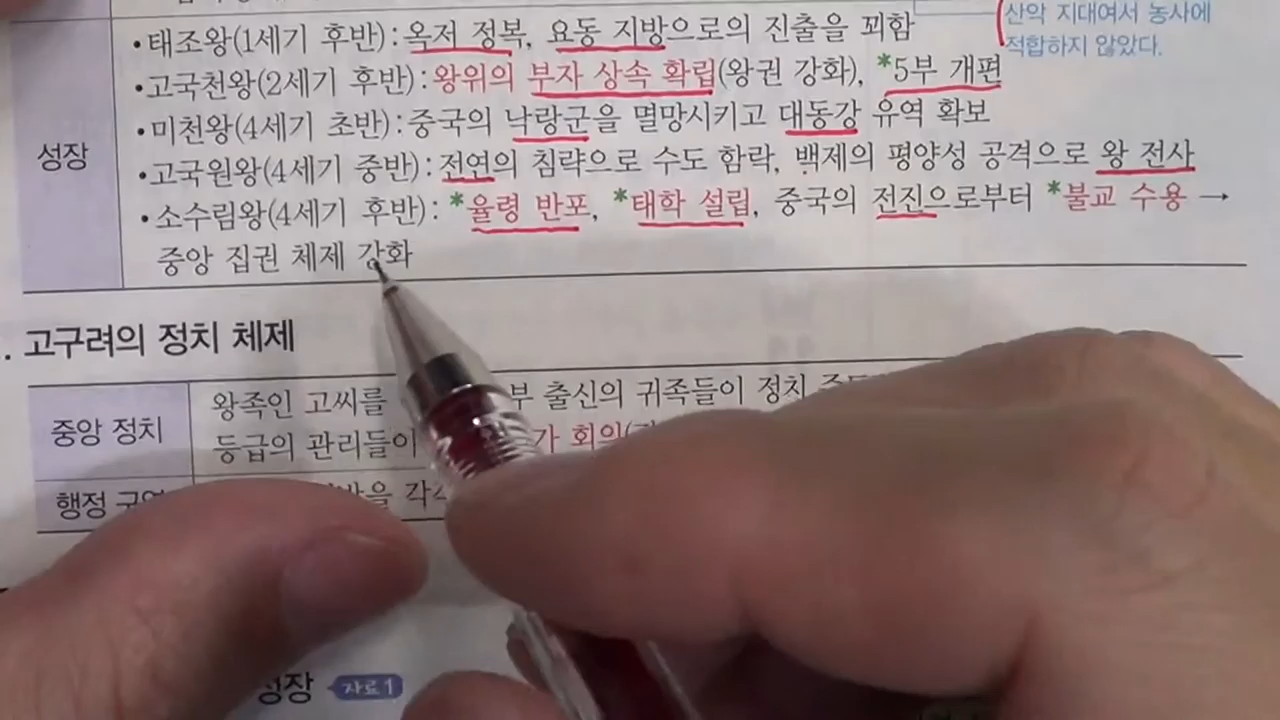 산악 지대여서 농사에
적합하지 않았다.
성장
•태조왕(1세기 후반): 옥저 정복, 요동 지방으로의 진출을 꾀함
•고국천왕(2세기 후반): 왕위의 부자 상속 확립(왕권 강화), *5부 개편
•미천왕(4세기 초반): 중국의 낙랑군을 멸망시키고 대동강 유역 확보
•고국원왕(4세기 중반): 전연의 침략으로 수도 함락, 백제의 평양성 공격으로 왕 전사
•소수림왕(4세기 후반): *율령 반포, *태학 설립, 중국의 전진으로부터 *불교 수용 →
중앙 집권 체제 강화
. 고구려의 정치 체제
중앙 정치
왕족인 고씨를 부 출신의 귀족들이 정치
등급의 관리들이 가 회의(
행정
성장 자료1